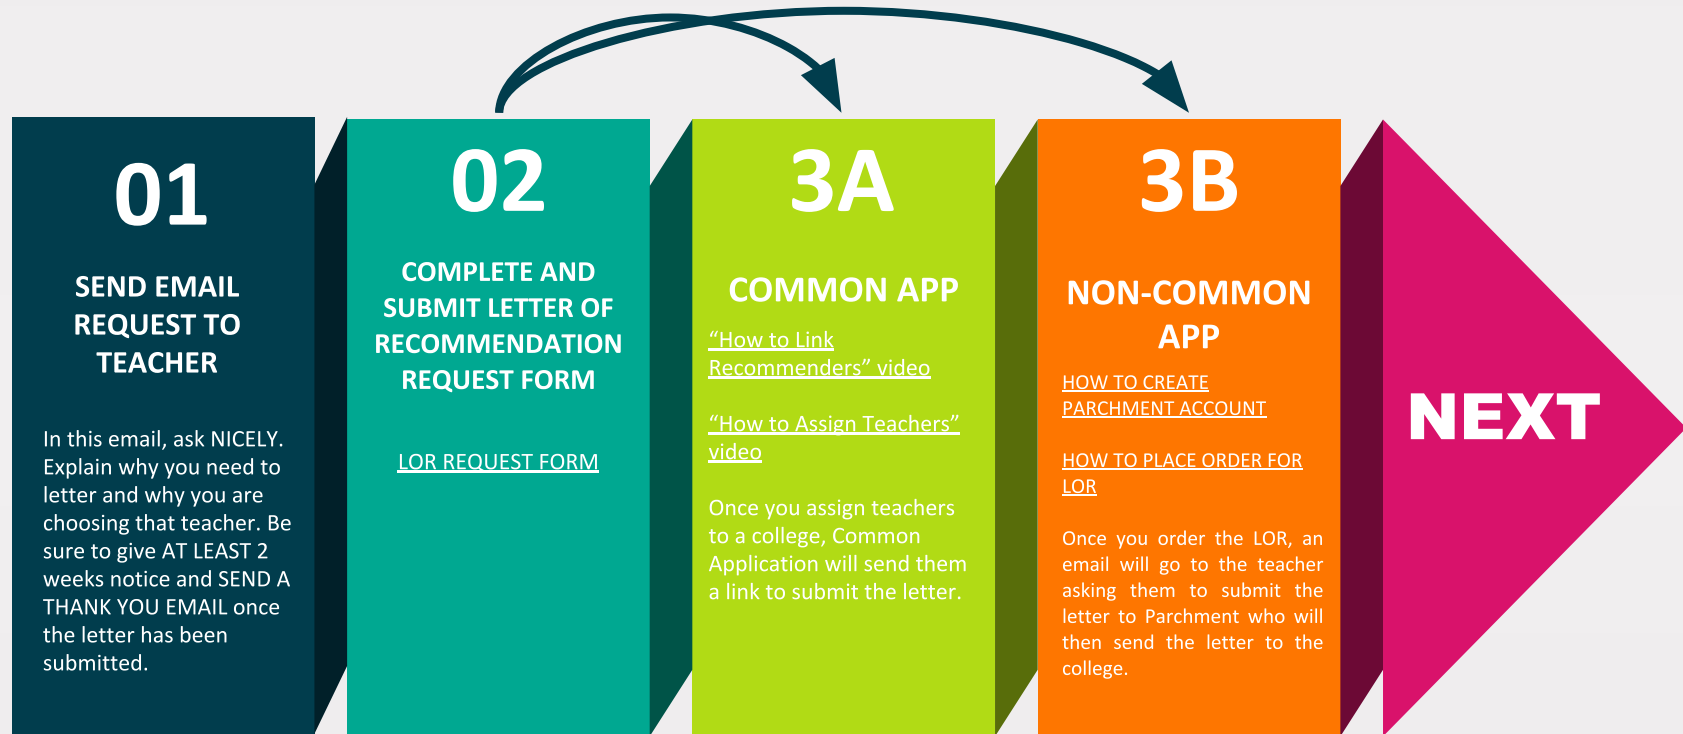 01
SEND EMAIL
REQUEST TO
TEACHER
In this email, ask NICELY.
Explain why you need to
letter and why you are
choosing that teacher. Be
sure to give AT LEAST 2
weeks notice and SEND A
THANK YOU EMAIL once
the letter has been
submitted.
02
COMPLETE AND
SUBMIT LETTER OF
RECOMMENDATION
REQUEST FORM
LOR REQUEST FORM
3A
COMMON APP
“How to Link
Recommenders” video
“How to Assign Teachers”
video
Once you assign teachers
to a college, Common
Application will send them
a link to submit the letter.
3B
NON-COMMON
APP
HOW TO CREATE
PARCHMENT ACCOUNT
HOW TO PLACE ORDER FOR
LOR
Once you order the LOR, an
email will go to the teacher
asking them to submit the
letter to Parchment who will
then send the letter to the
college.
NEXT